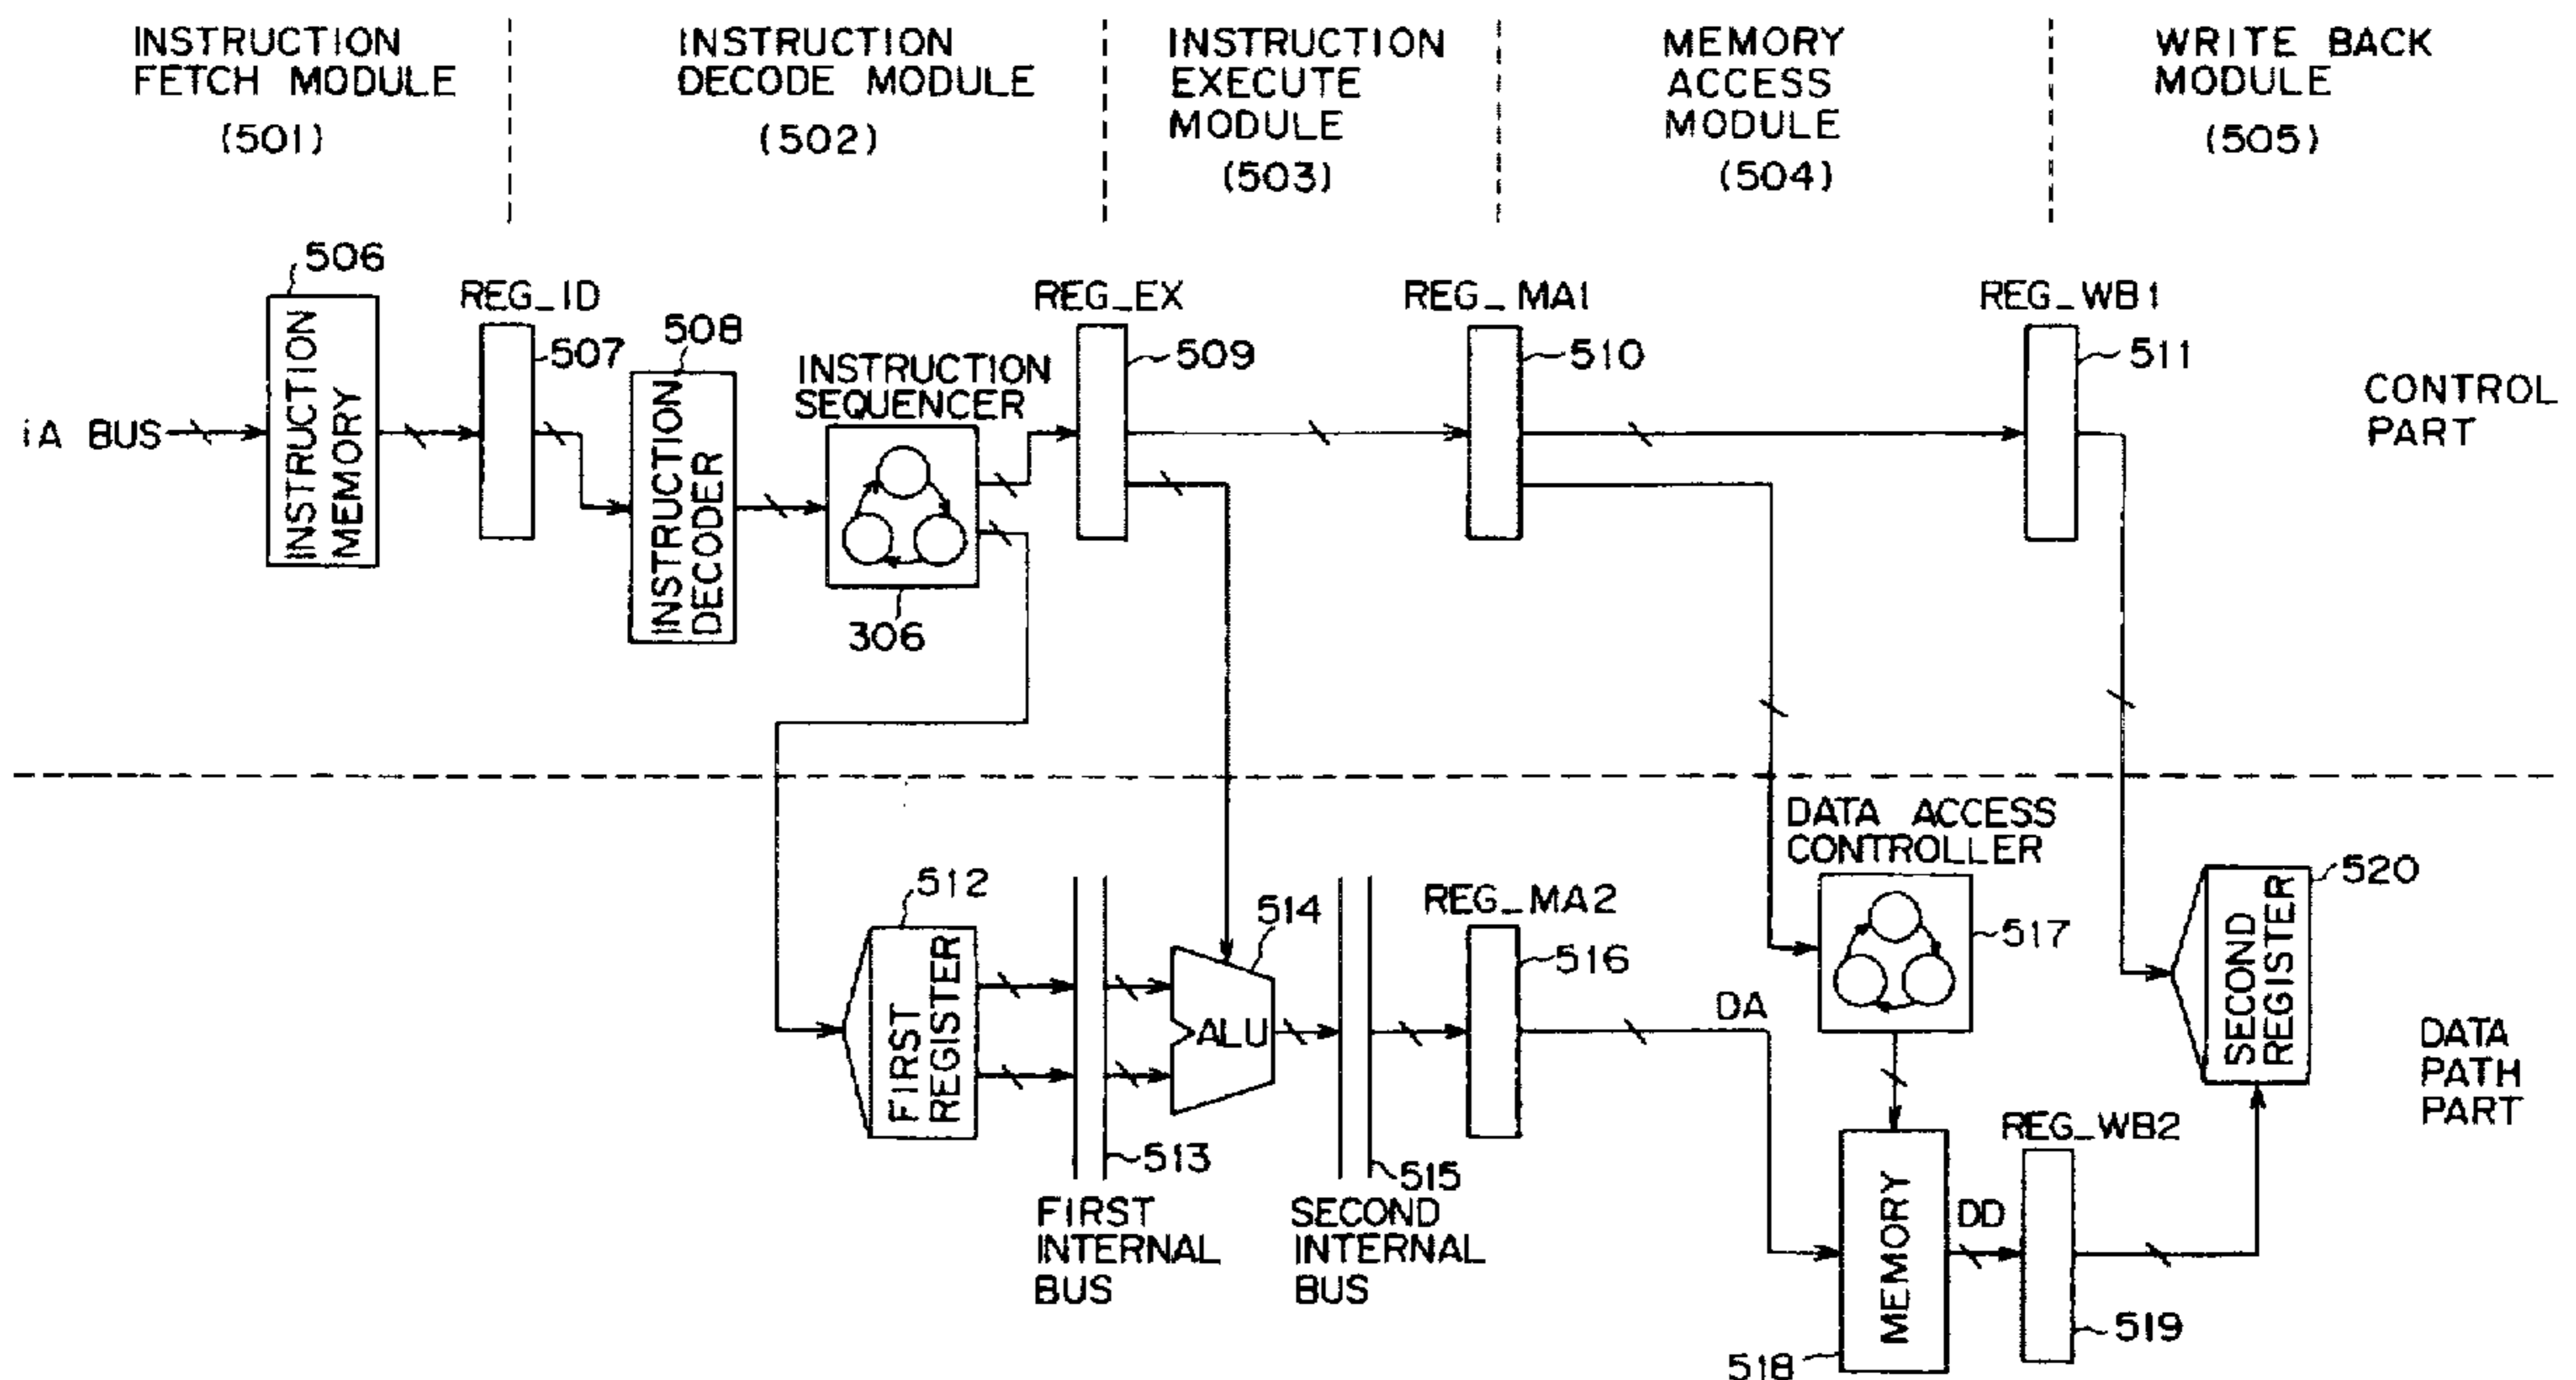 INSTRUCTION
FETCH MODULE
(501)
INSTRUCTION
DECODE MODULE
(502)
INSTRUCTION
EXECUTE
MODULE
(503)
MEMORY
ACCESS
MODULE
(504)
WRITE BACK
MODULE
(505)
506
REG_ID
507
508
INSTRUCTION
SEQUENCER
REG_EX
509
REG_MA1
510
REG_WB1
511
CONTROL
PART
iA BUS
INSTRUCTION
MEMORY
INSTRUCTION
DECODER
306
DATA ACCESS
CONTROLLER
512
514
REG_MA2
516
517
520
FIRST
REGISTER
ALU
DA
SECOND
REGISTER
DATA
PATH
PART
513
515
FIRST
INTERNAL
BUS
SECOND
INTERNAL
BUS
REG_WB2
MEMORY
DD
519
518